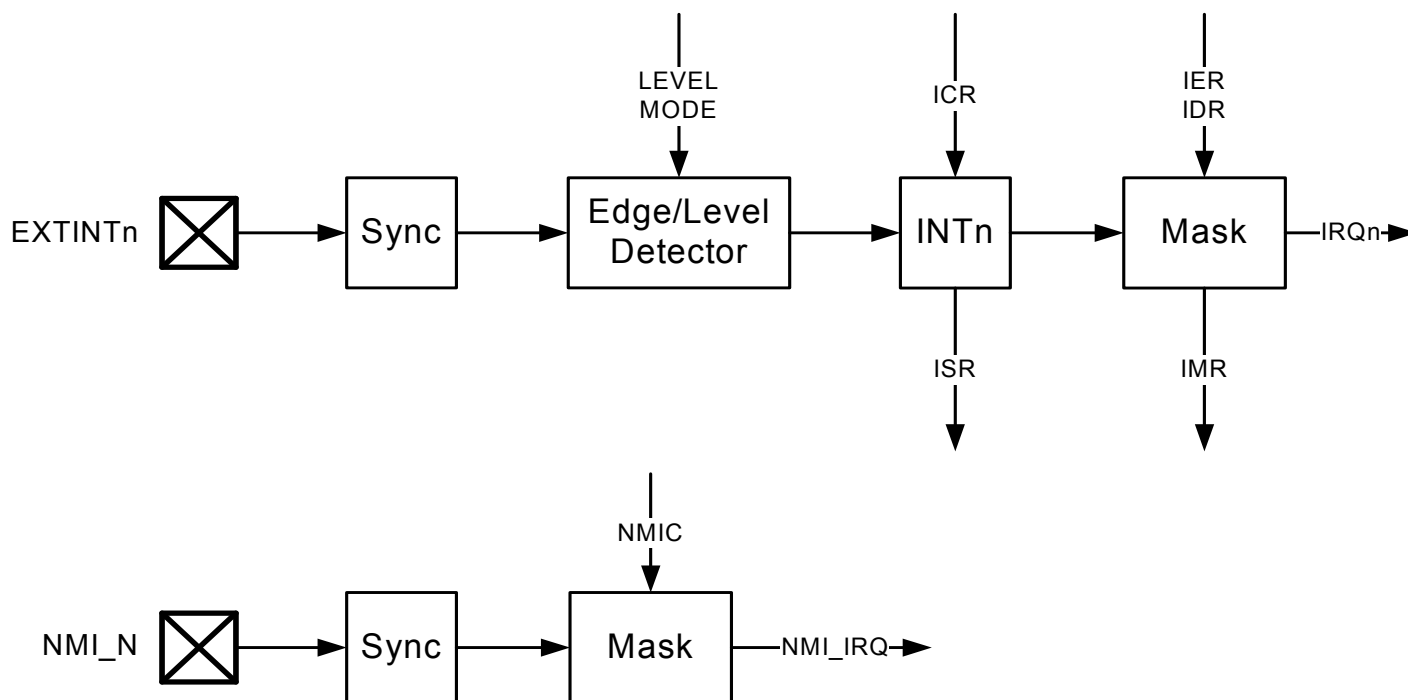 LEVEL
MODE
ICR
IER
IDR
EXTINTn
Sync
Edge/Level
Detector
INTn
Mask
IRQn
ISR
IMR
NMIC
NMI_N
Sync
Mask
NMI_IRQ